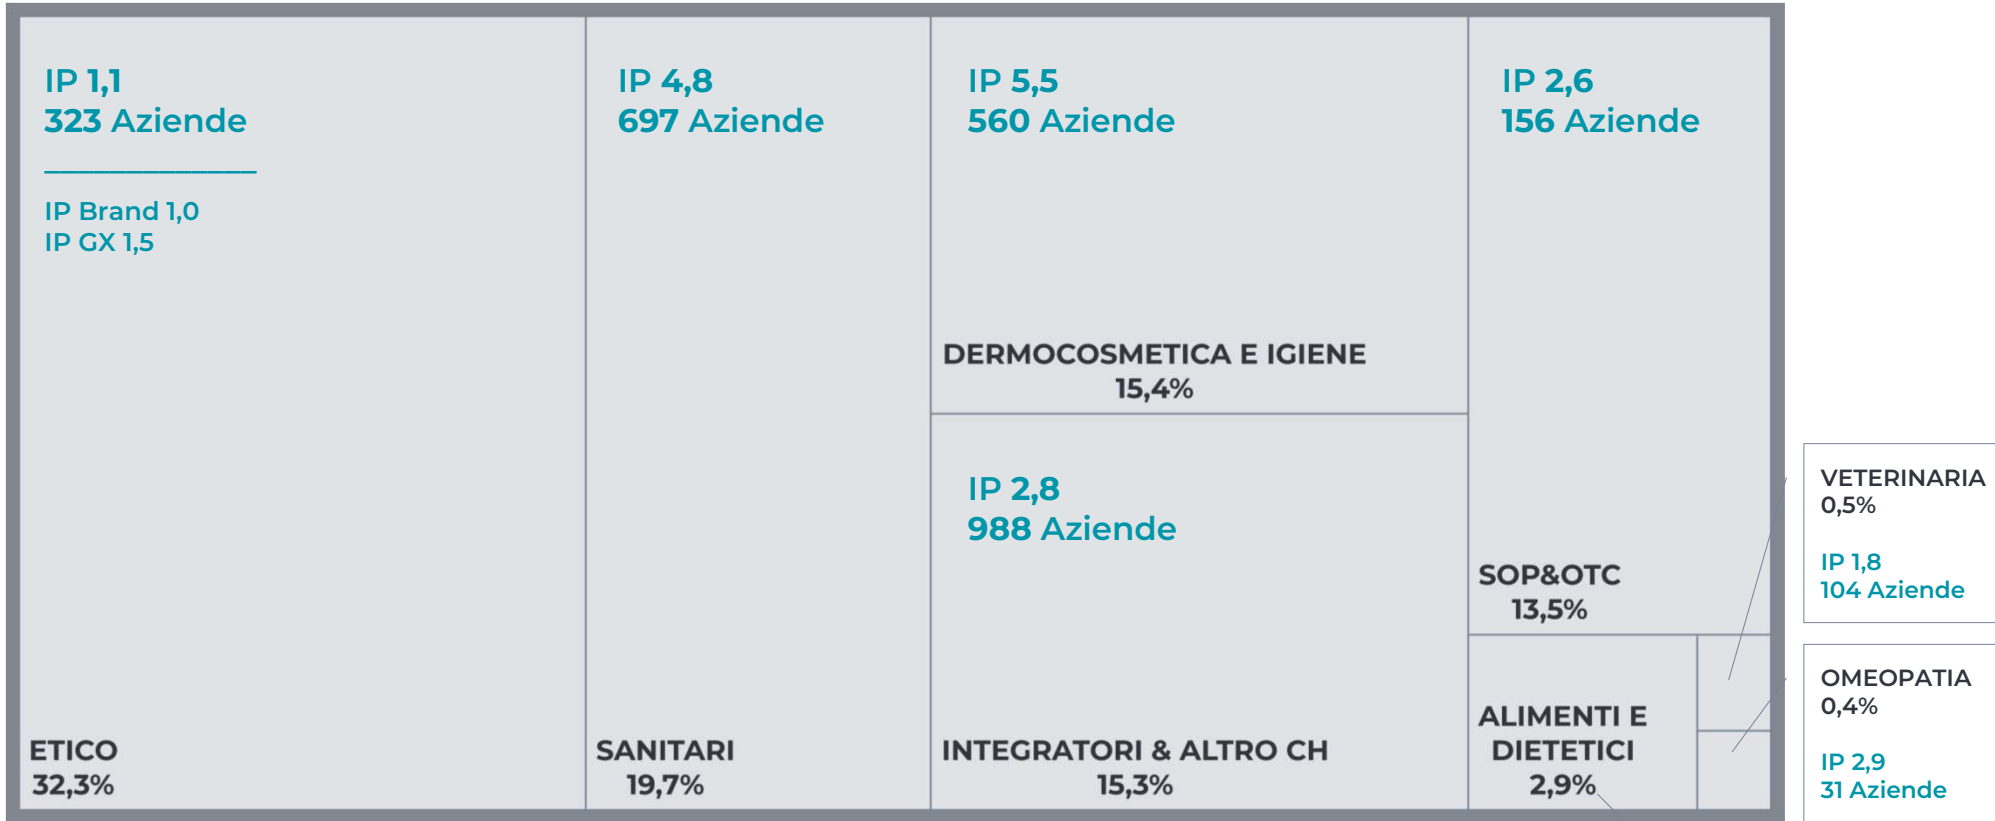 IP 1,1
323 Aziende
IP Brand 1,0
IP GX 1,5
ETICO
32,3%
IP 4,8
697 Aziende
SANITARI
19,7%
IP 5,5
560 Aziende
DERMOCOSMETICA E IGIENE
15,4%
IP 2,8
988 Aziende
INTEGRATORI & ALTRO CH
15,3%
IP 2,6
156 Aziende
SOP&OTC
13,5%
ALIMENTI E
DIETETICI
2,9%
VETERINARIA
0,5%
IP 1,8
104 Aziende
OMEOPATIA
0,4%
IP 2,9
31 Aziende